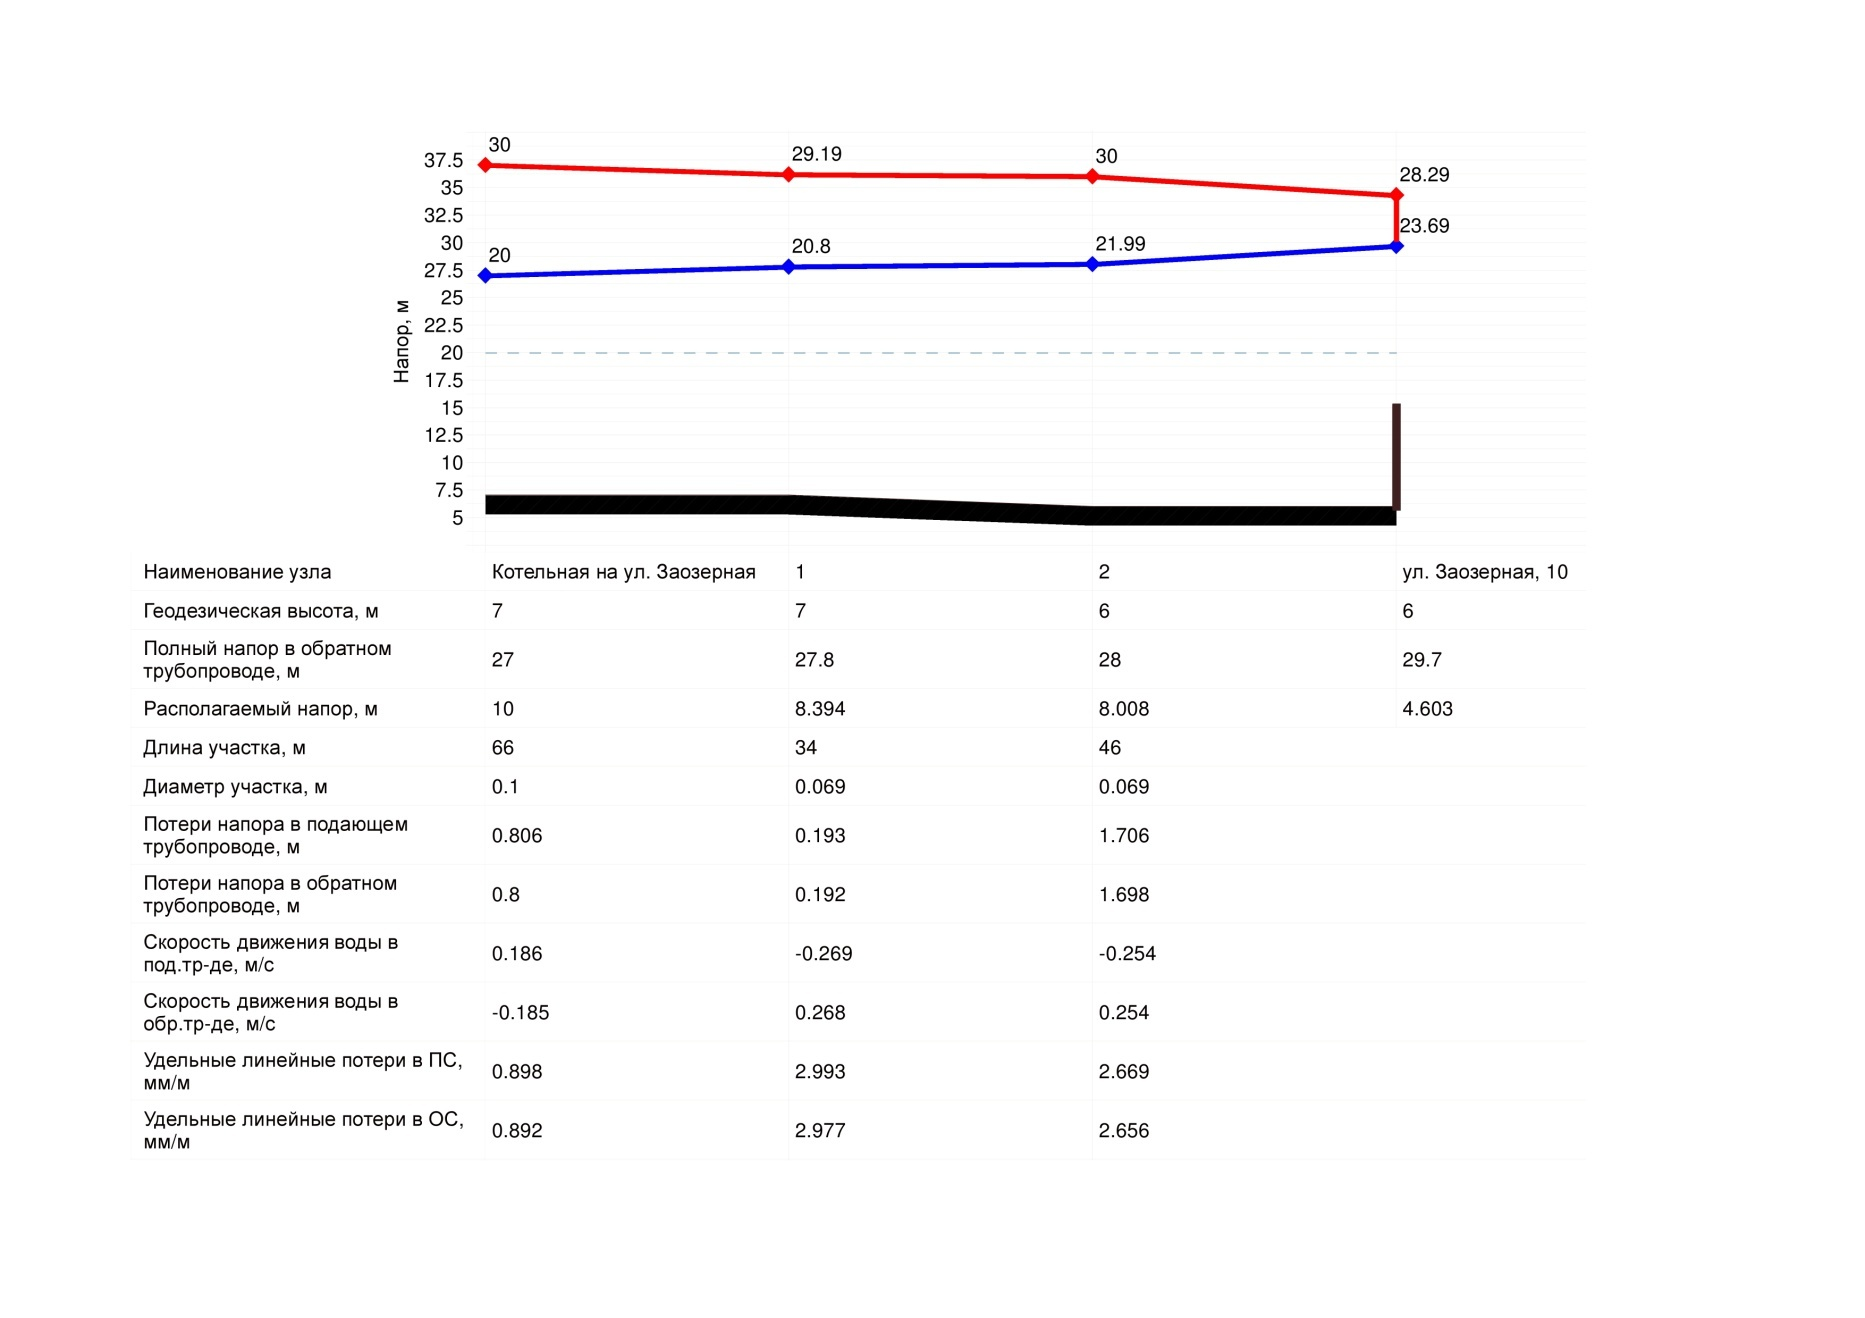 30
29.19
30
28.29
23.69
20
20.8
21.99
37.5
35
32.5
30
27.5
25
22.5
20
17.5
15
12.5
10
7.5
5
Напор, м
Наименование узла Котельная на ул. Заозерная 1 2 ул. Заозерная, 10
Геодезическая высота, м 7 7 6 6
Полный напор в обратном
трубопроводе, м 27 27.8 28 29.7
Располагаемый напор, м 10 8.394 8.008 4.603
Длина участка, м 66 34 46
Диаметр участка, м 0.1 0.069 0.069
Потери напора в подающем
трубопроводе, м 0.806 0.193 1.706
Потери напора в обратном
трубопроводе, м 0.8 0.192 1.698
Скорость движения воды в
под.тр-де, м/с 0.186 -0.269 -0.254
Скорость движения воды в
обр.тр-де, м/с -0.185 0.268 0.254
Удельные линейные потери в ПС,
мм/м 0.898 2.993 2.669
Удельные линейные потери в ОС,
мм/м 0.892 2.977 2.656